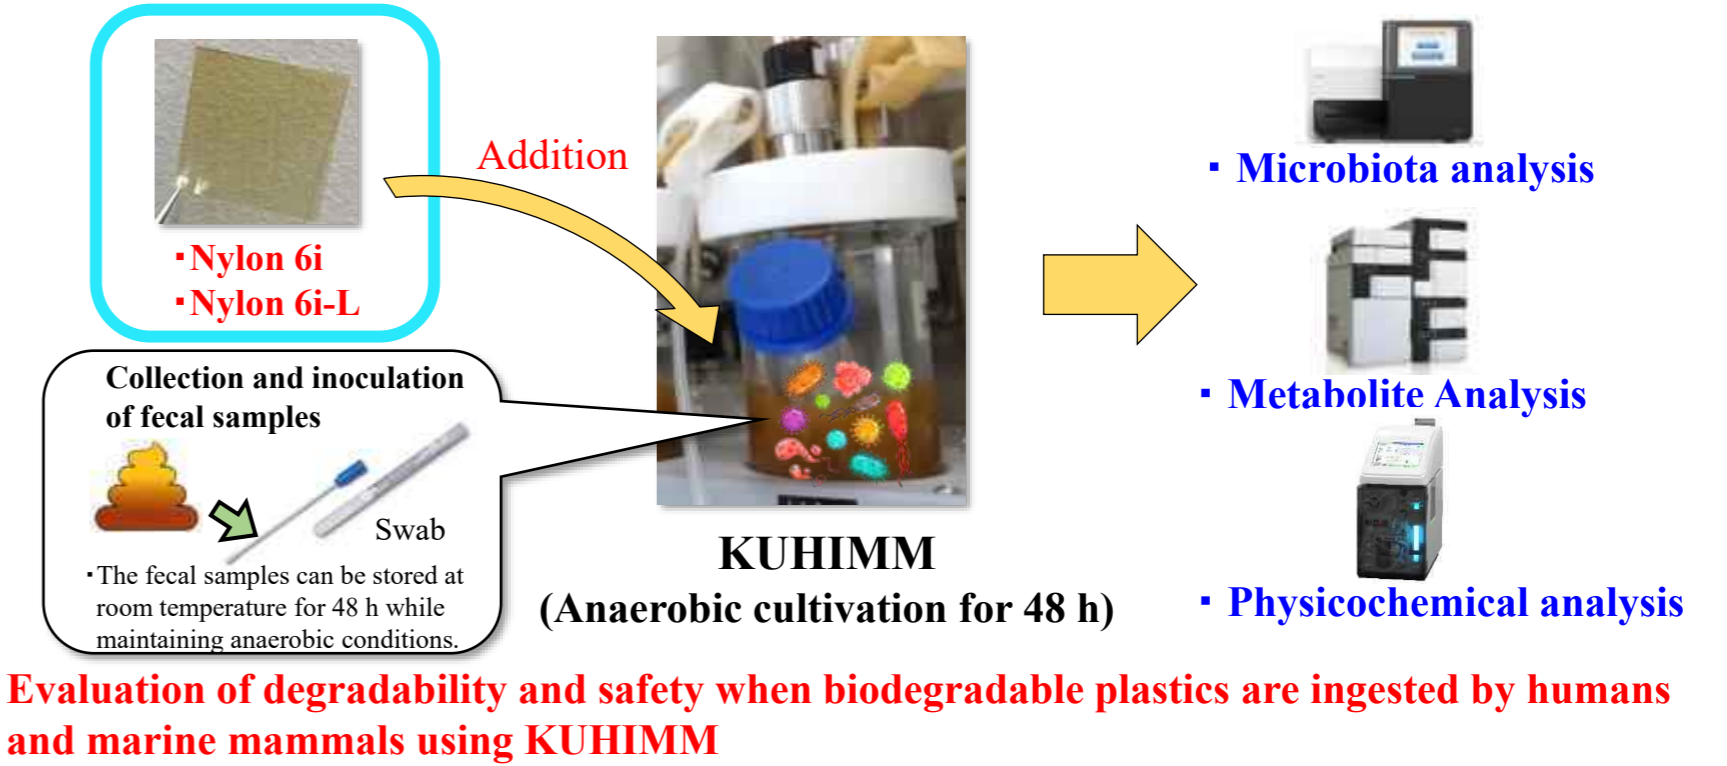 Addition
・Nylon 6i
・Nylon 6i-L
Collection and inoculation
of fecal samples
Swab
・The fecal samples can be stored at
room temperature for 48 h while
maintaining anaerobic conditions.
KUHIMM
(Anaerobic cultivation for 48 h)
・ Microbiota analysis
・ Metabolite Analysis
・ Physicochemical analysis
Evaluation of degradability and safety when biodegradable plastics are ingested by humans
and marine mammals using KUHIMM